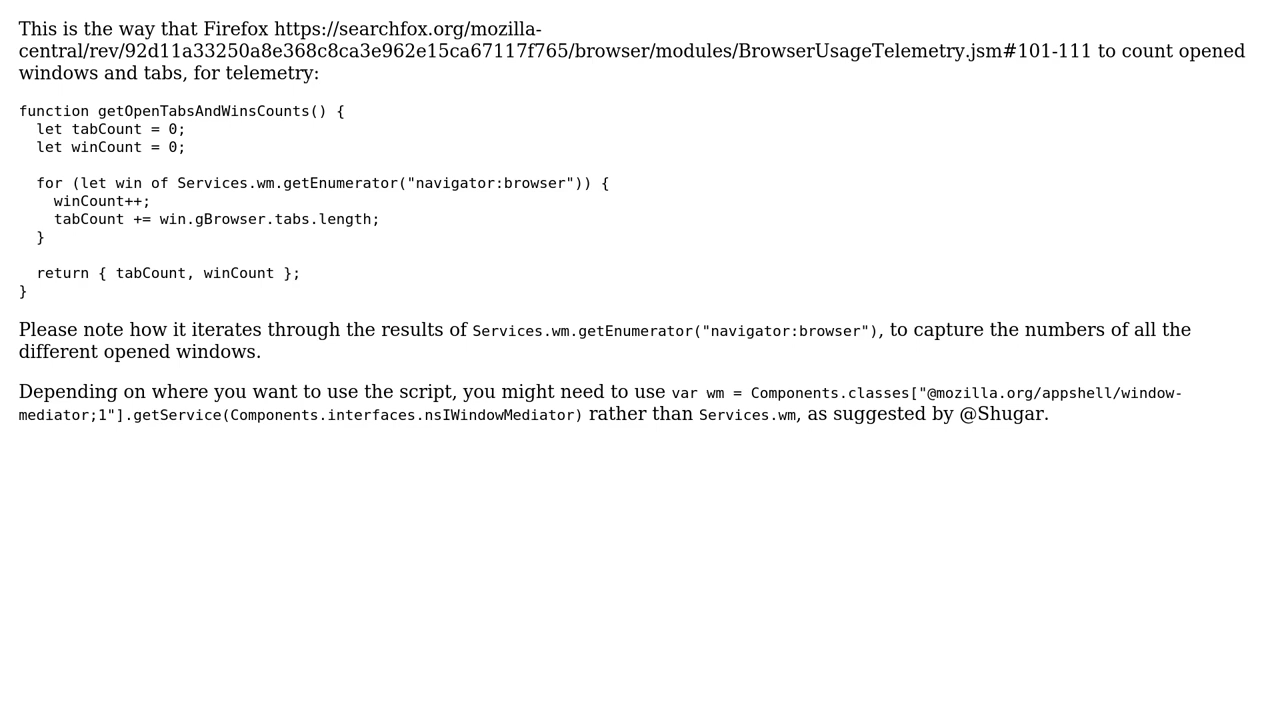 This is the way that Firefox https://searchfox.org/mozilla-
central/rev/92d11a33250a8e368c8ca3e962e15ca67117f765/browser/modules/BrowserUsageTelemetry.jsm#101-111 to count opened
windows and tabs, for telemetry:
function getOpenTabsAndWinsCounts() {
  let tabCount = 0;
  let winCount = 0;

  for (let win of Services.wm.getEnumerator("navigator:browser")) {
    winCount++;
    tabCount += win.gBrowser.tabs.length;
  }

  return { tabCount, winCount };
}
Please note how it iterates through the results of Services.wm.getEnumerator("navigator:browser"), to capture the numbers of all the
different opened windows.
Depending on where you want to use the script, you might need to use var wm = Components.classes["@mozilla.org/appshell/window-
mediator;1"].getService(Components.interfaces.nsIWindowMediator) rather than Services.wm, as suggested by @Shugar.